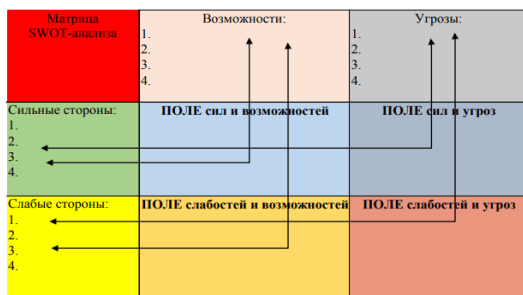 Матрица
SWOT-анализа
Возможности:
1.
2.
3.
4.
Угрозы:
1.
2.
3.
4.
Сильные стороны:
1.
2.
3.
4.
ПОЛЕ сил и возможностей
ПОЛЕ сил и угроз
Слабые стороны:
1.
2.
3.
4.
ПОЛЕ слабостей и возможностей
ПОЛЕ слабостей и угроз